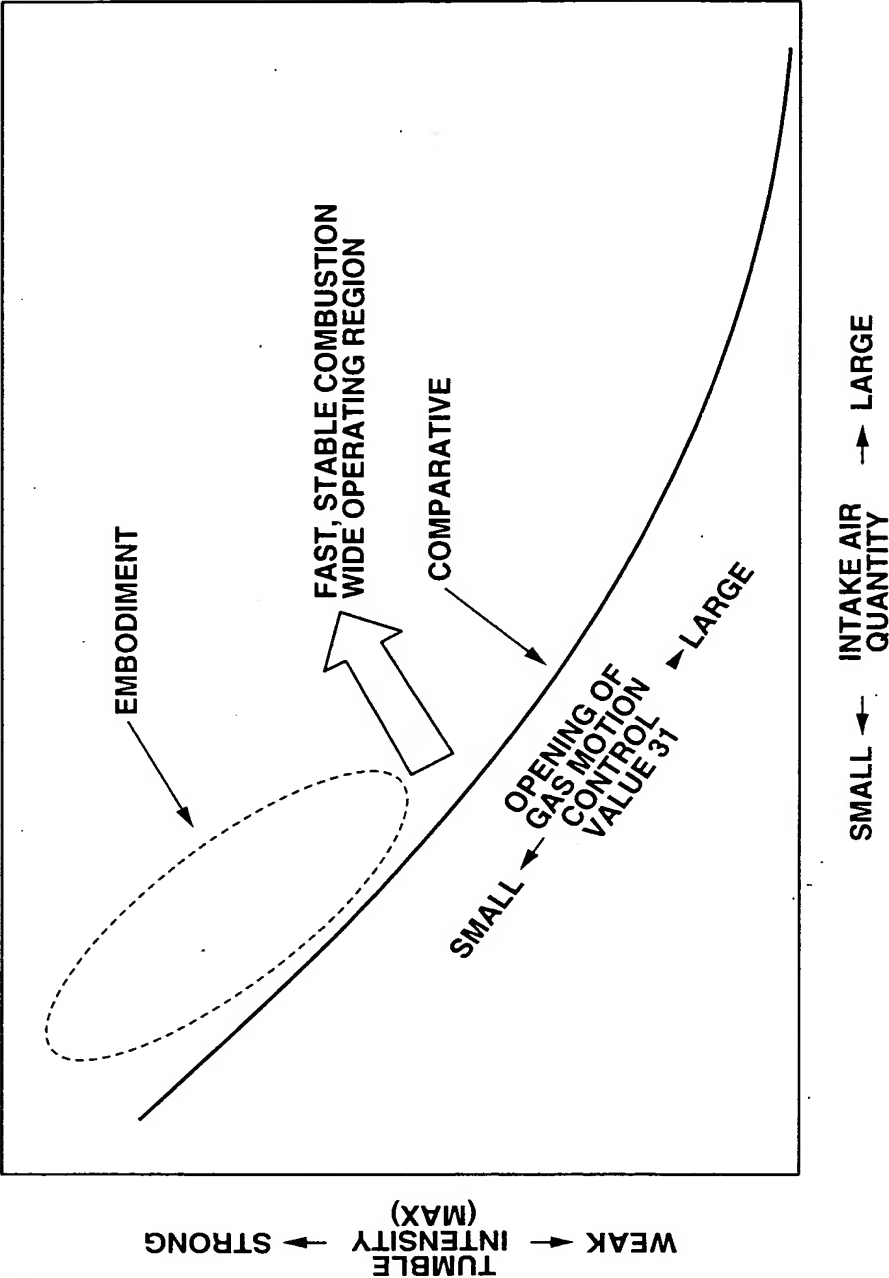 EMBODIMENT
FAST, STABLE COMBUSTION
WIDE OPERATING REGION
COMPARATIVE
OPENING OF
GAS MOTION
CONTROL
VALUE 31
SMALL
LARGE
WEAK ← TUMBLE → STRONG
INTENSITY
(MAX)
SMALL ← INTAKE AIR → LARGE
QUANTITY